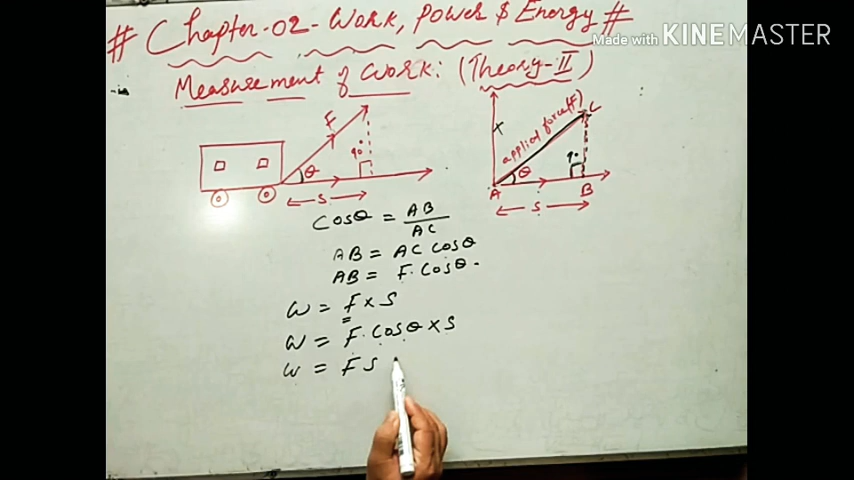 # Chapter-02-Work, Power & Energy #
Made with KINEMASTER
Measurement of Work: (Theory-II)
F
90°
θ
S
X
applied force(F)
C
90°
θ
A
B
S
Cosθ = AB/AC
AB = AC Cosθ
AB = F. Cosθ.
W = F x S
W = F. Cosθ x S
W = F S